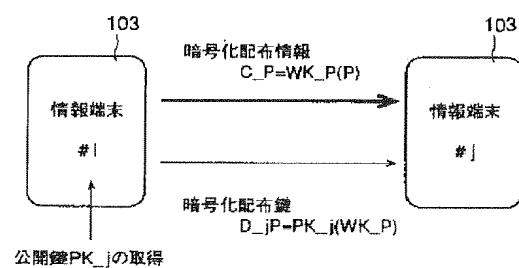 103
103
暗号化配布情報
C_P=WK_P(P)
情報端末
#i
情報端末
#j
暗号化配布鍵
D_jP=PK_j(WK_P)
公開鍵PK_jの取得